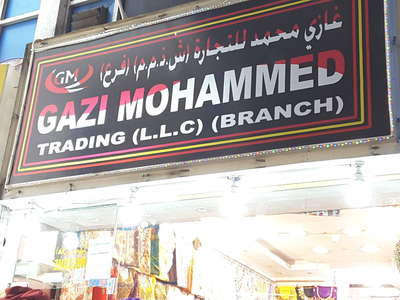 غازي محمد للتجارة (ش.ذ.م.م) (فرع)
GM
GAZI MOHAMMED
TRADING (L.L.C) (BRANCH)